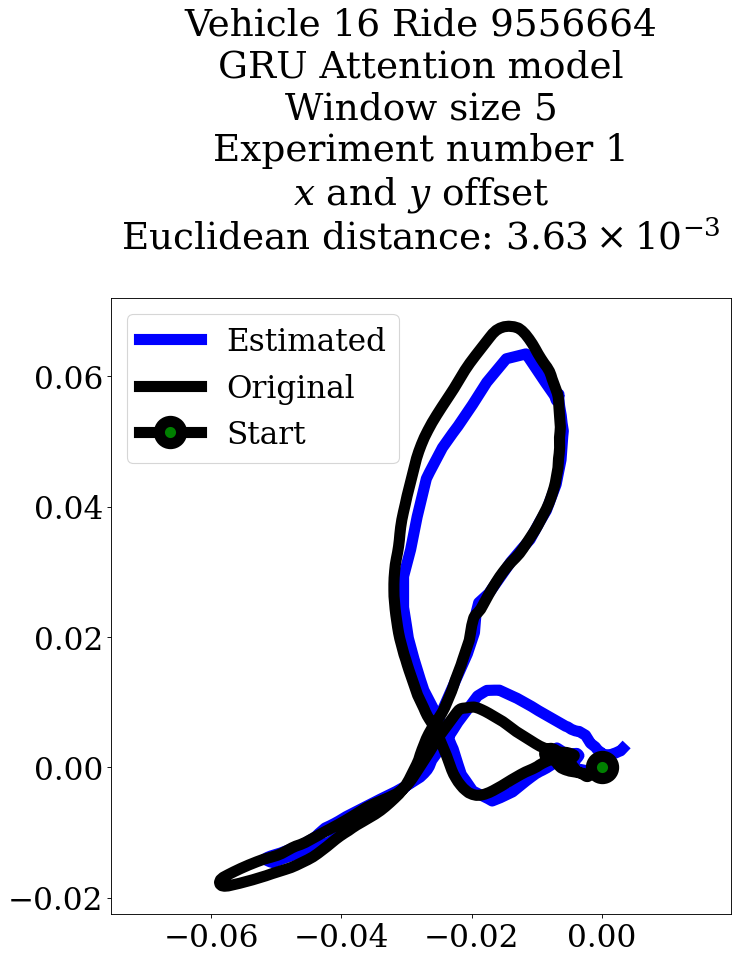 Vehicle 16 Ride 9556664
GRU Attention model
Window size 5
Experiment number 1
x and y offset
Euclidean distance: 3.63 × 10⁻³
Estimated
Original
Start
0.06
0.04
0.02
0.00
−0.02
−0.06 −0.04 −0.02 0.00